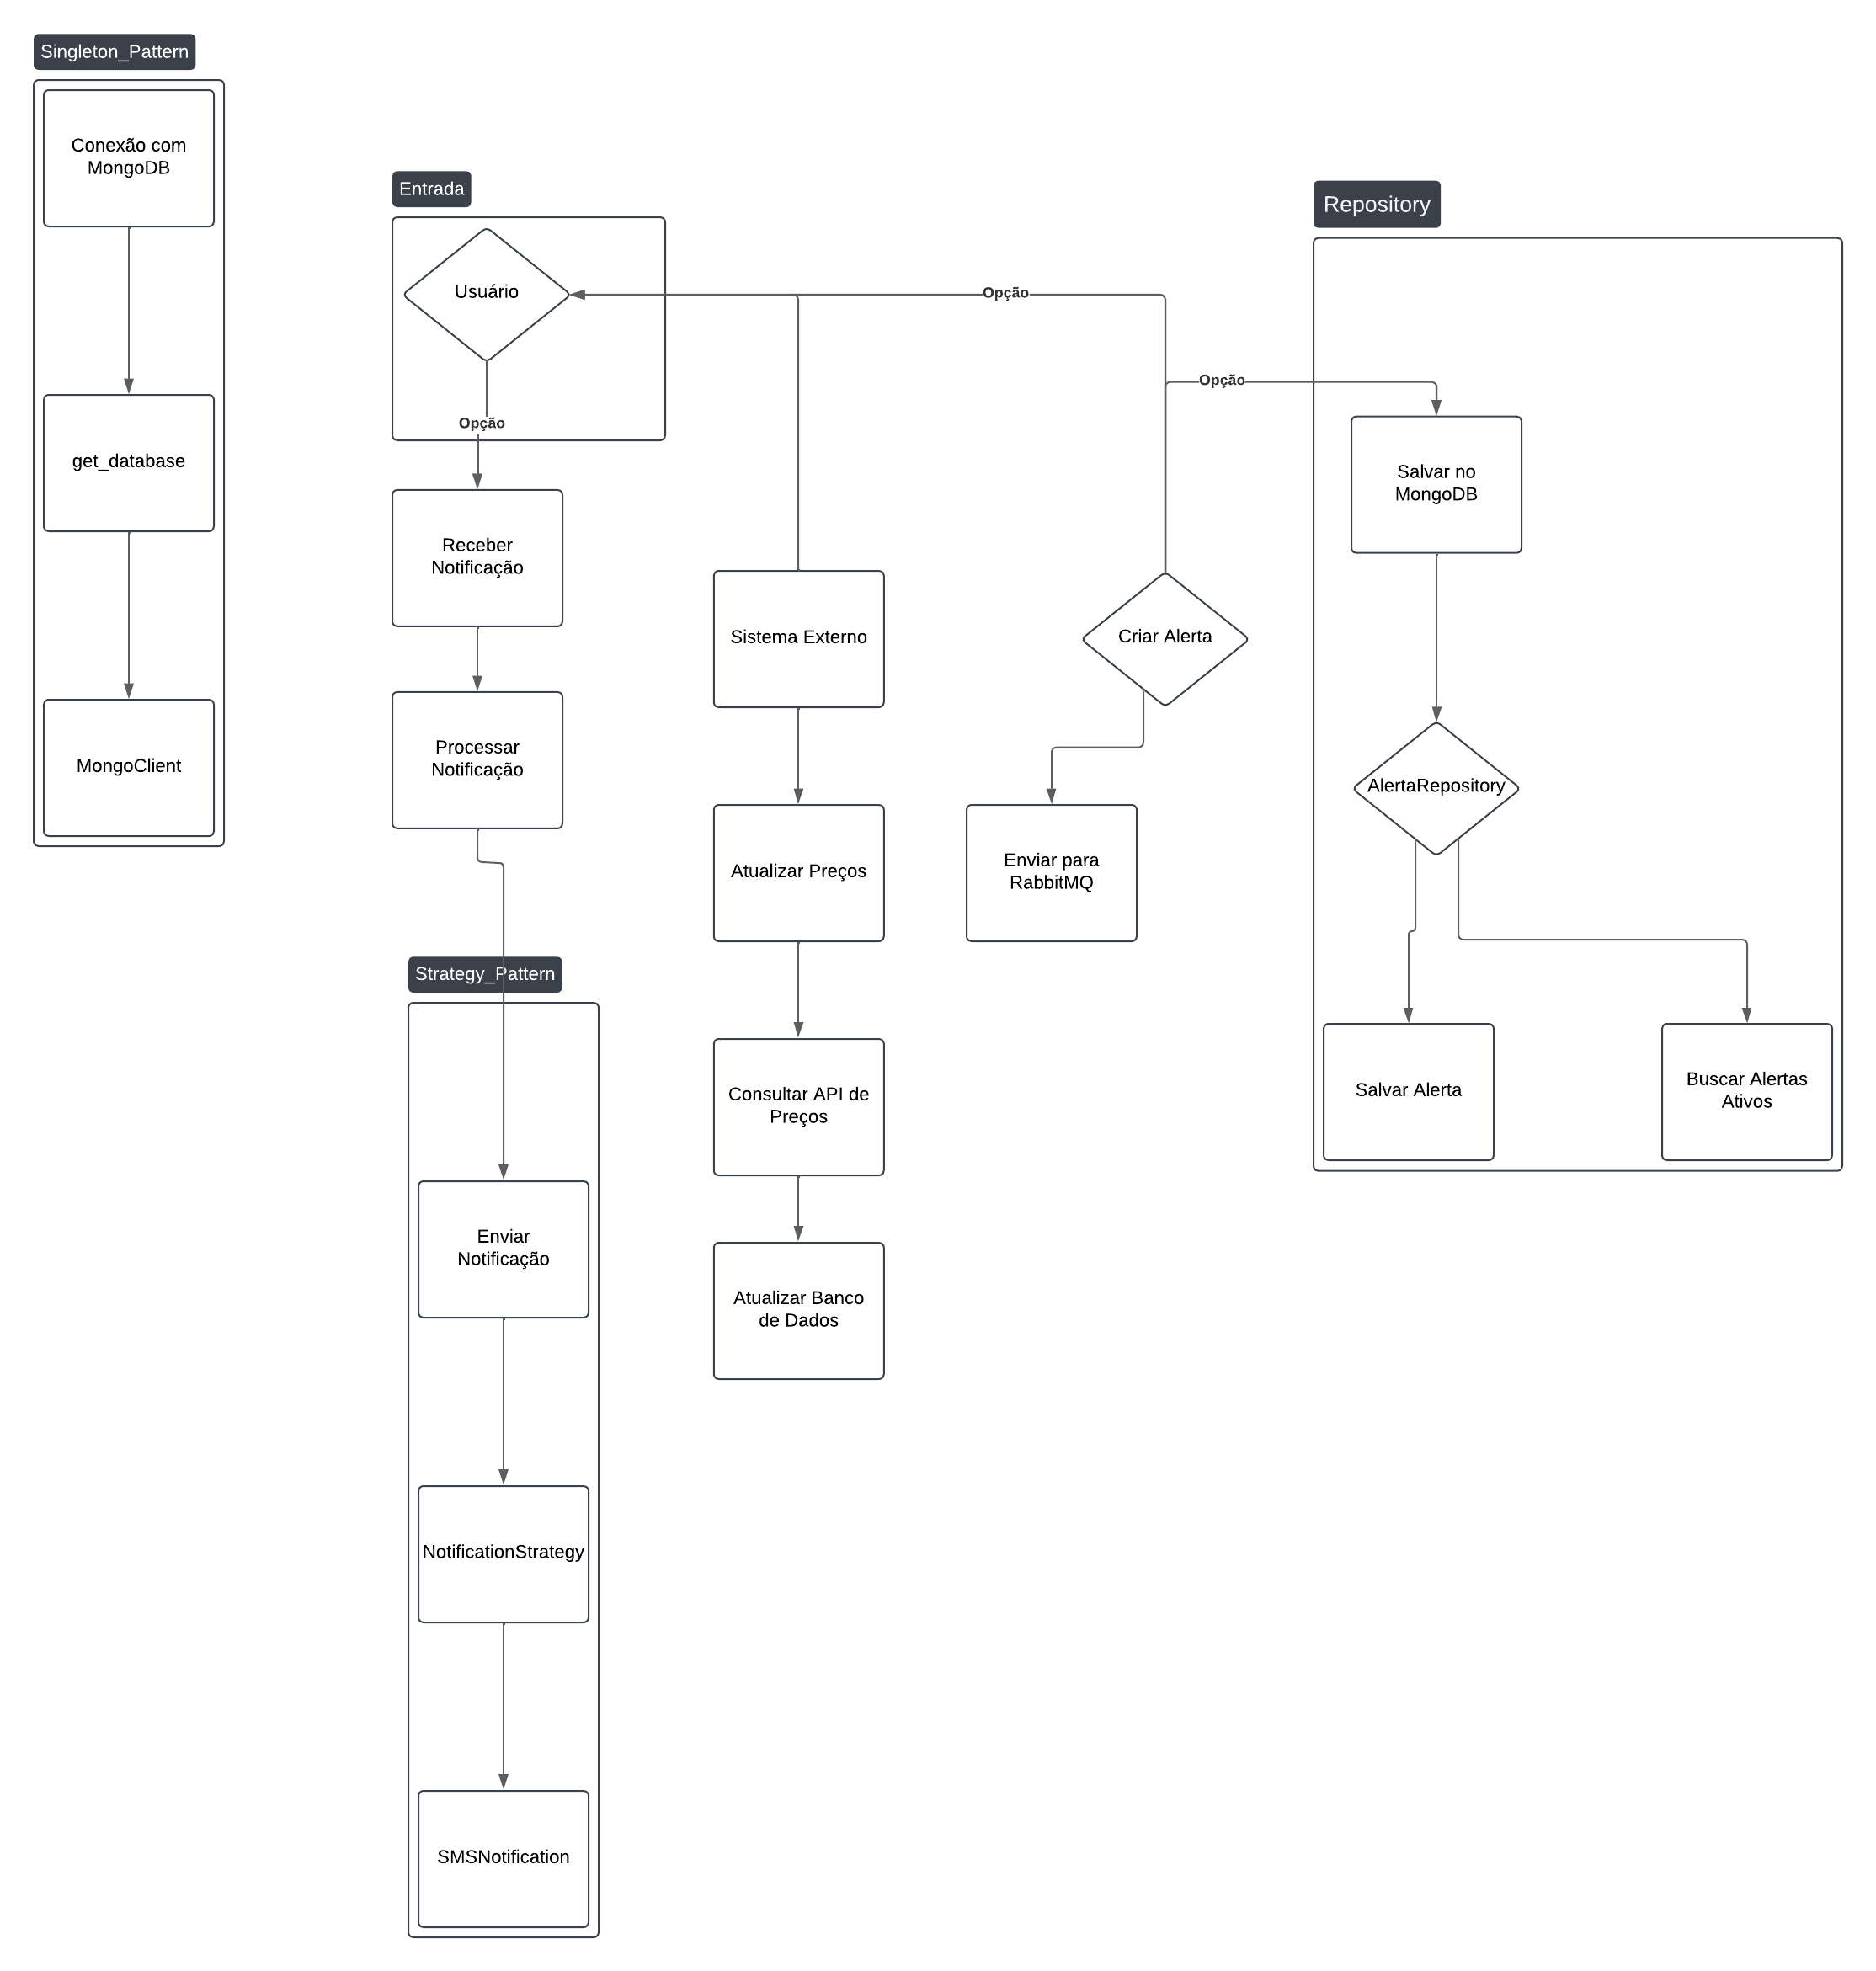 Singleton_Pattern
Conexão com
MongoDB
get_database
MongoClient
Entrada
Usuário
Opção
Receber
Notificação
Processar
Notificação
Strategy_Pattern
Enviar
Notificação
NotificationStrategy
SMSNotification
Opção
Sistema Externo
Atualizar Preços
Consultar API de
Preços
Atualizar Banco
de Dados
Criar Alerta
Enviar para
RabbitMQ
Opção
Repository
Salvar no
MongoDB
AlertaRepository
Salvar Alerta
Buscar Alertas
Ativos